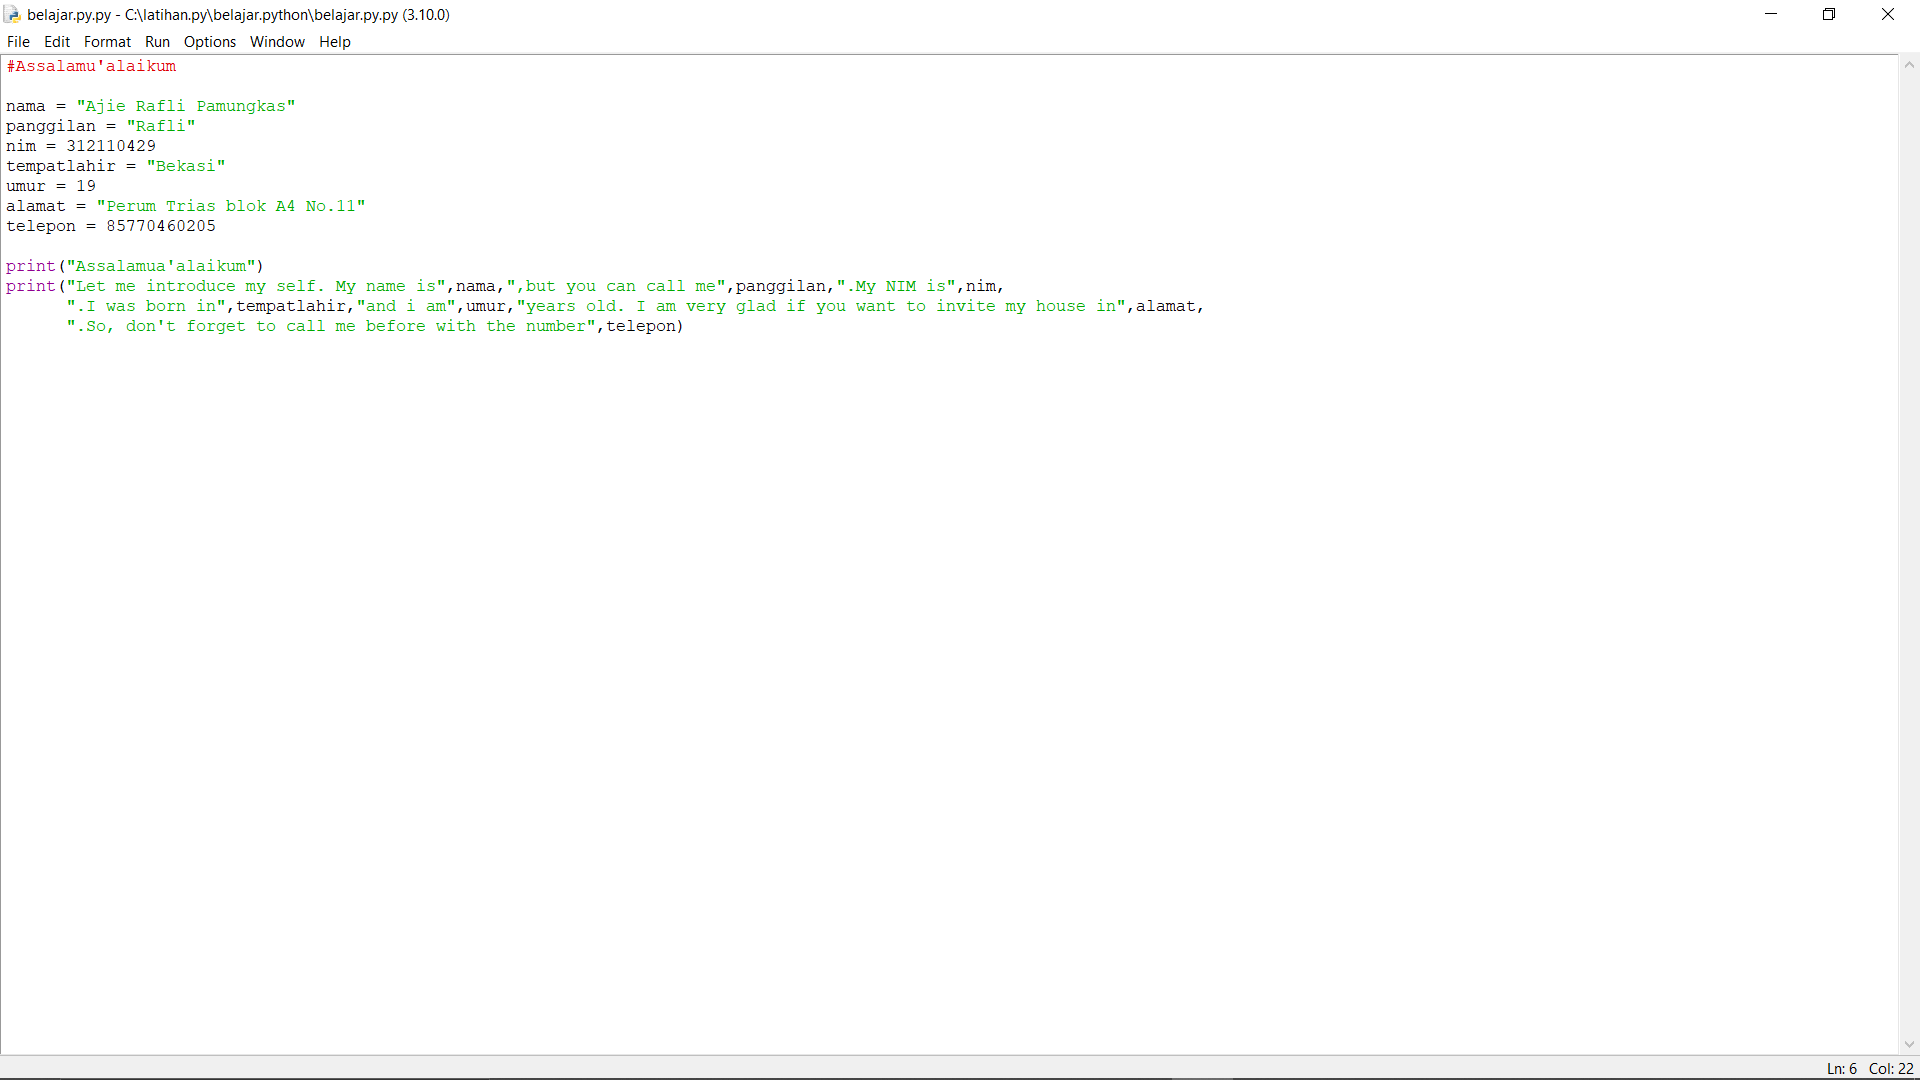 belajar.py.py - C:\latihan.py\belajar.python\belajar.py.py (3.10.0)
File Edit Format Run Options Window Help
#Assalamu'alaikum
nama = "Ajie Rafli Pamungkas"
panggilan = "Rafli"
nim = 312110429
tempatlahir = "Bekasi"
umur = 19
alamat = "Perum Trias blok A4 No.11"
telepon = 85770460205
print("Assalamua'alaikum")
print("Let me introduce my self. My name is",nama,",but you can call me",panggilan,".My NIM is",nim,
".I was born in",tempatlahir,"and i am",umur,"years old. I am very glad if you want to invite my house in",alamat,
".So, don't forget to call me before with the number",telepon)
Ln: 6 Col: 22